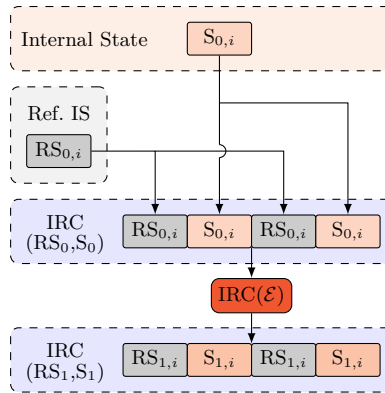 Internal State S₀,ᵢ
Ref. IS
RS₀,ᵢ
IRC
(RS₀,S₀)
RS₀,ᵢ S₀,ᵢ RS₀,ᵢ S₀,ᵢ
IRC(ℰ)
IRC
(RS₁,S₁)
RS₁,ᵢ S₁,ᵢ RS₁,ᵢ S₁,ᵢ